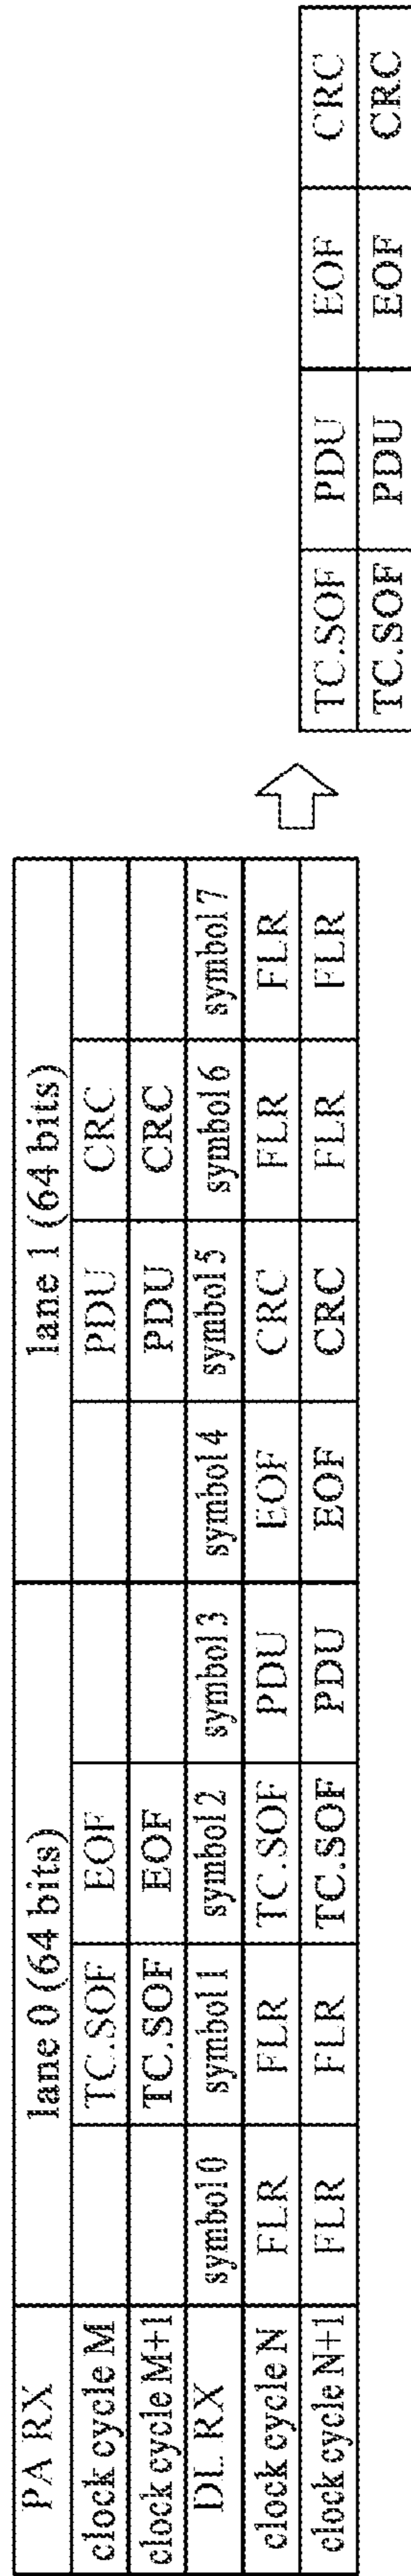 PA RX lane 0 (64 bits) lane 1 (64 bits)
clock cycle M TC.SOF EOF PDU CRC
clock cycle M+1 TC.SOF EOF PDU CRC
DL RX symbol 0 symbol 1 symbol 2 symbol 3 symbol 4 symbol 5 symbol 6 symbol 7
clock cycle N FLR FLR TC.SOF PDU EOF CRC FLR FLR
clock cycle N+1 FLR FLR TC.SOF PDU EOF CRC FLR FLR
TC.SOF PDU EOF CRC
TC.SOF PDU EOF CRC